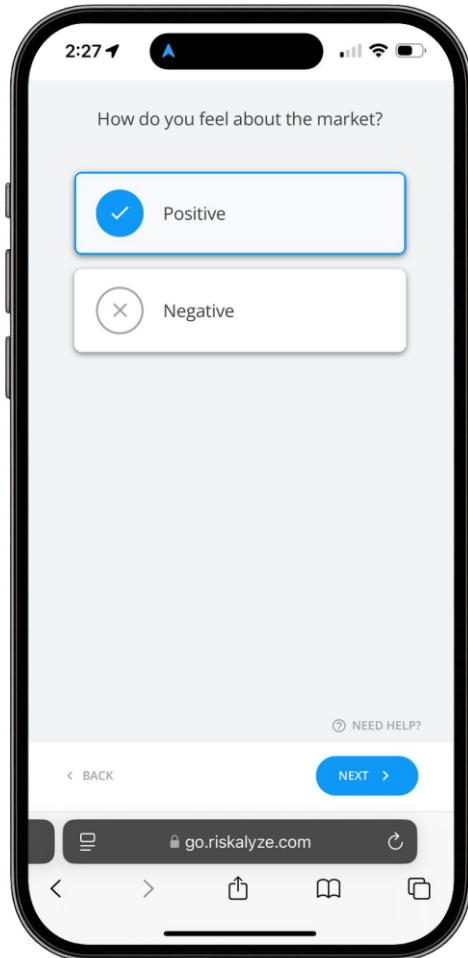 2:27
How do you feel about the market?
Positive
Negative
NEED HELP?
BACK
NEXT
go.riskalyze.com